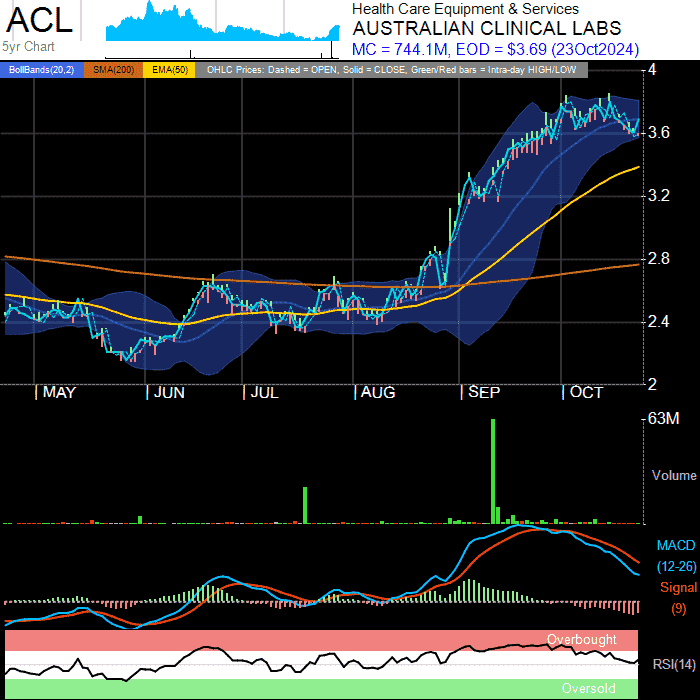 ACL
5yr Chart
Health Care Equipment & Services
AUSTRALIAN CLINICAL LABS
MC = 744.1M, EOD = $3.69 (23Oct2024)
BollBands(20,2) SMA(200) EMA(50) OHLC Prices: Dashed = OPEN, Solid = CLOSE, Green/Red bars = Intra-day HIGH/LOW
4
3.6
3.2
2.8
2.4
2
MAY JUN JUL AUG SEP OCT
63M
Volume
MACD
(12-26)
Signal
(9)
Overbought
RSI(14)
Oversold